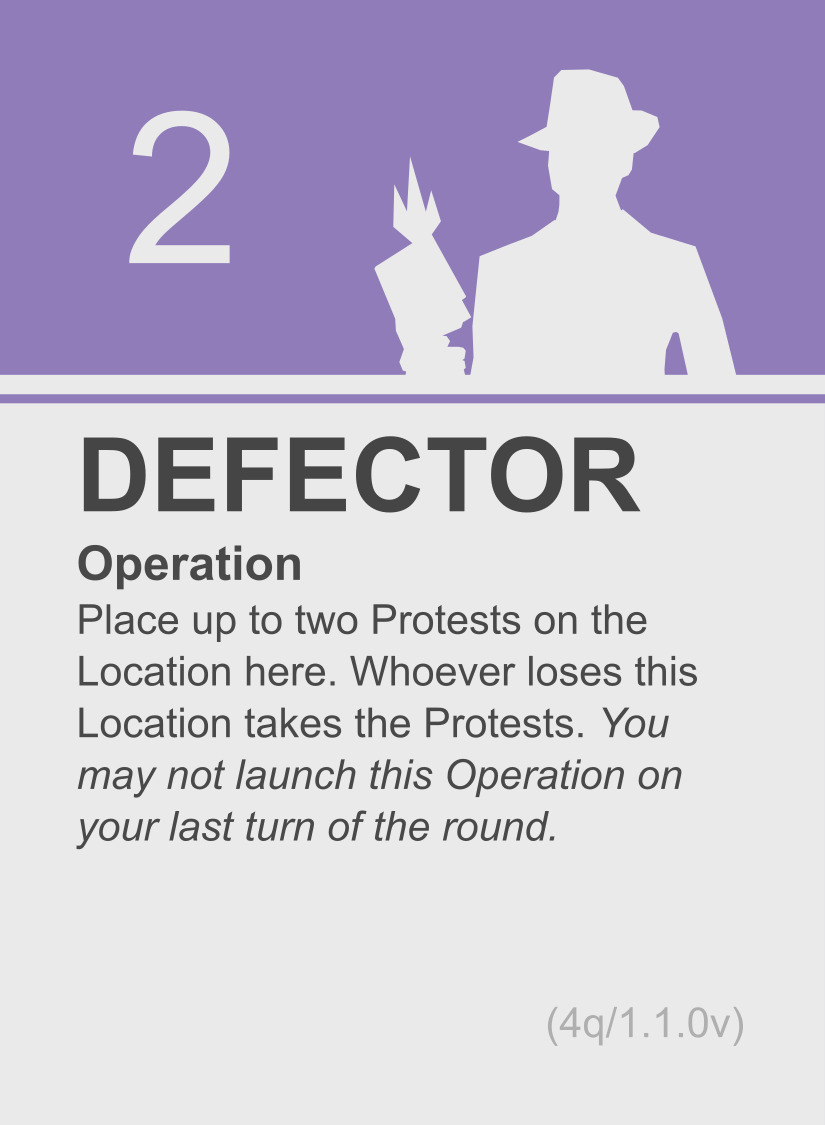 2
DEFECTOR
Operation
Place up to two Protests on the
Location here. Whoever loses this
Location takes the Protests. You
may not launch this Operation on
your last turn of the round.
(4q/1.1.0v)